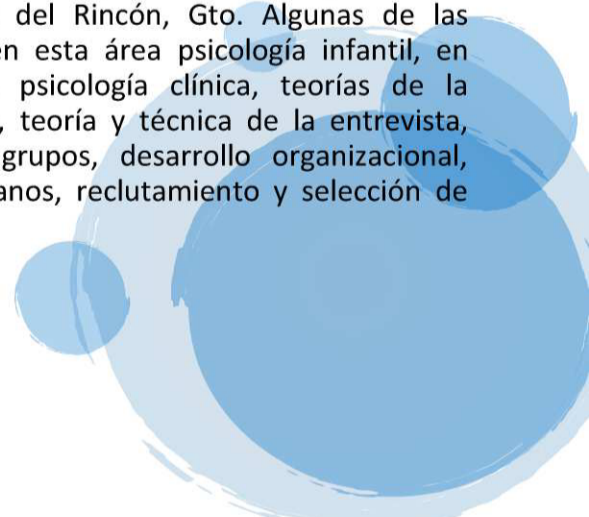 del Rincón, Gto. Algunas de las
en esta área psicología infantil, en
psicología clínica, teorías de la
, teoría y técnica de la entrevista,
grupos, desarrollo organizacional,
anos, reclutamiento y selección de